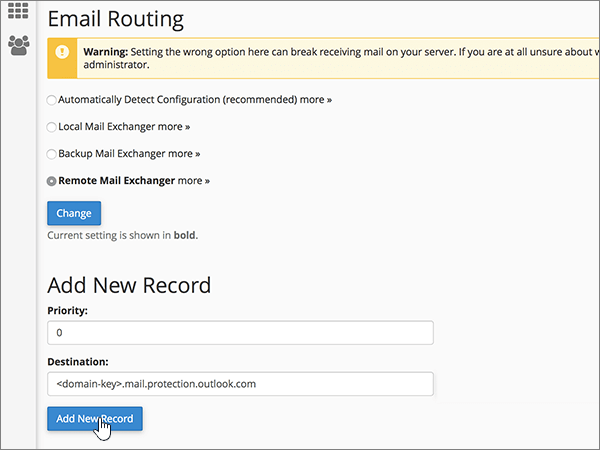 Email Routing
Warning: Setting the wrong option here can break receiving mail on your server. If you are at all unsure about
administrator.
Automatically Detect Configuration (recommended) more »
Local Mail Exchanger more »
Backup Mail Exchanger more »
Remote Mail Exchanger more »
Change
Current setting is shown in bold.
Add New Record
Priority:
0
Destination:
<domain-key>.mail.protection.outlook.com
Add New Record